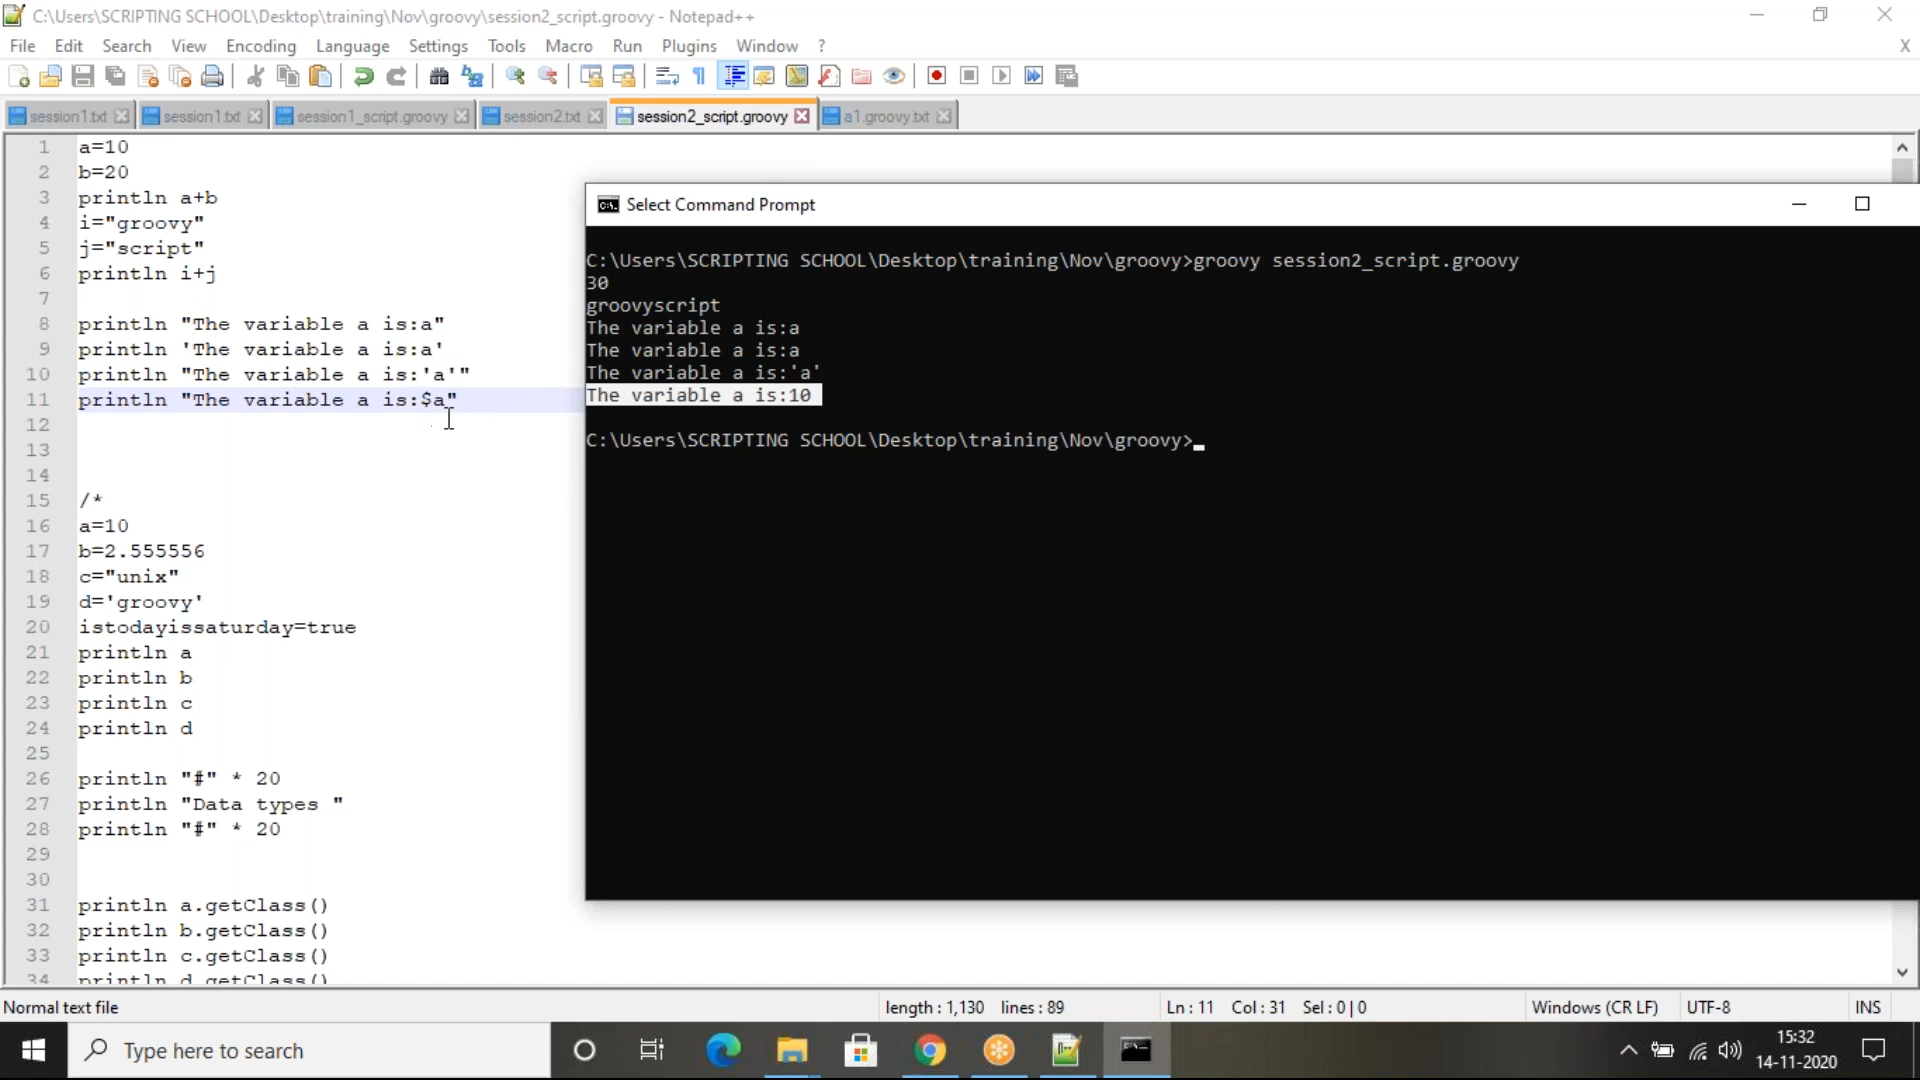 C:\Users\SCRIPTING SCHOOL\Desktop\training\Nov\groovy\session2_script.groovy - Notepad++
File Edit Search View Encoding Language Settings Tools Macro Run Plugins Window ? X
session1.txt session1.txt session1_script.groovy session2.txt session2_script.groovy a1.groovy.txt
1 a=10
2 b=20
3 println a+b
4 i="groovy"
5 j="script"
6 println i+j
7
8 println "The variable a is:a"
9 println 'The variable a is:a'
10 println "The variable a is:'a'"
11 println "The variable a is:$a"
12
13
14
15 /*
16 a=10
17 b=2.555556
18 c="unix"
19 d='groovy'
20 istodayissaturday=true
21 println a
22 println b
23 println c
24 println d
25
26 println "#" * 20
27 println "Data types "
28 println "#" * 20
29
30
31 println a.getClass()
32 println b.getClass()
33 println c.getClass()
34 println d.getClass()
Select Command Prompt
C:\Users\SCRIPTING SCHOOL\Desktop\training\Nov\groovy>groovy session2_script.groovy
30
groovyscript
The variable a is:a
The variable a is:a
The variable a is:'a'
The variable a is:10
C:\Users\SCRIPTING SCHOOL\Desktop\training\Nov\groovy>
Normal text file length : 1,130 lines : 89 Ln : 11 Col : 31 Sel : 0 | 0 Windows (CR LF) UTF-8 INS
Type here to search
15:32
14-11-2020